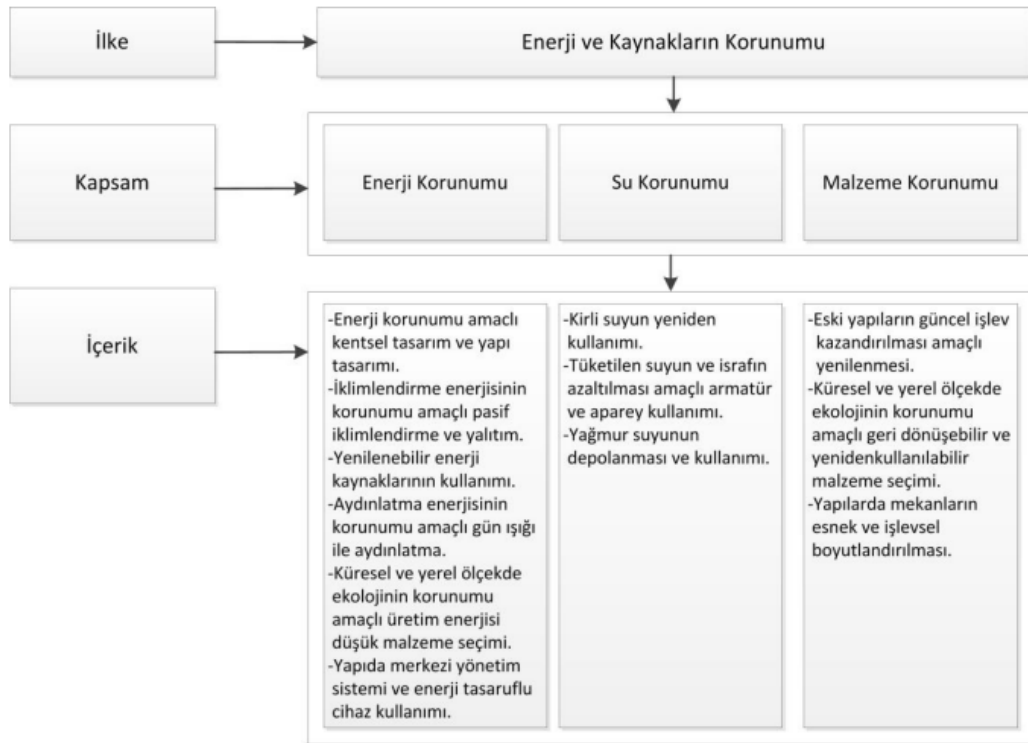 İlke
Enerji ve Kaynakların Korunumu
Kapsam
Enerji Korunumu
Su Korunumu
Malzeme Korunumu
İçerik
-Enerji korunumu amaclı
kentsel tasarım ve yapı
tasarımı.
-İklimlendirme enerjisinin
korunumu amaçlı pasif
iklimlendirme ve yalıtım.
-Yenilenebilir enerji
kaynaklarının kullanımı.
-Aydınlatma enerjisinin
korunumu amaçlı gün ışığı
ile aydınlatma.
-Küresel ve yerel ölçekde
ekolojinin korunumu
amaçlı üretim enerjisi
düşük malzeme seçimi.
-Yapıda merkezi yönetim
sistemi ve enerji tasaruflu
cihaz kullanımı.
-Kirli suyun yeniden
kullanımı.
-Tüketilen suyun ve israfın
azaltılması amaçlı armatür
ve aparey kullanımı.
-Yağmur suyunun
depolanması ve kullanımı.
-Eski yapıların güncel işlev
kazandırılması amaçlı
yenilenmesi.
-Küresel ve yerel ölçekde
ekolojinin korunumu
amaçlı geri dönüşebilir ve
yenidenkullanılabilir
malzeme seçimi.
-Yapılarda mekanların
esnek ve işlevsel
boyutlandırılması.